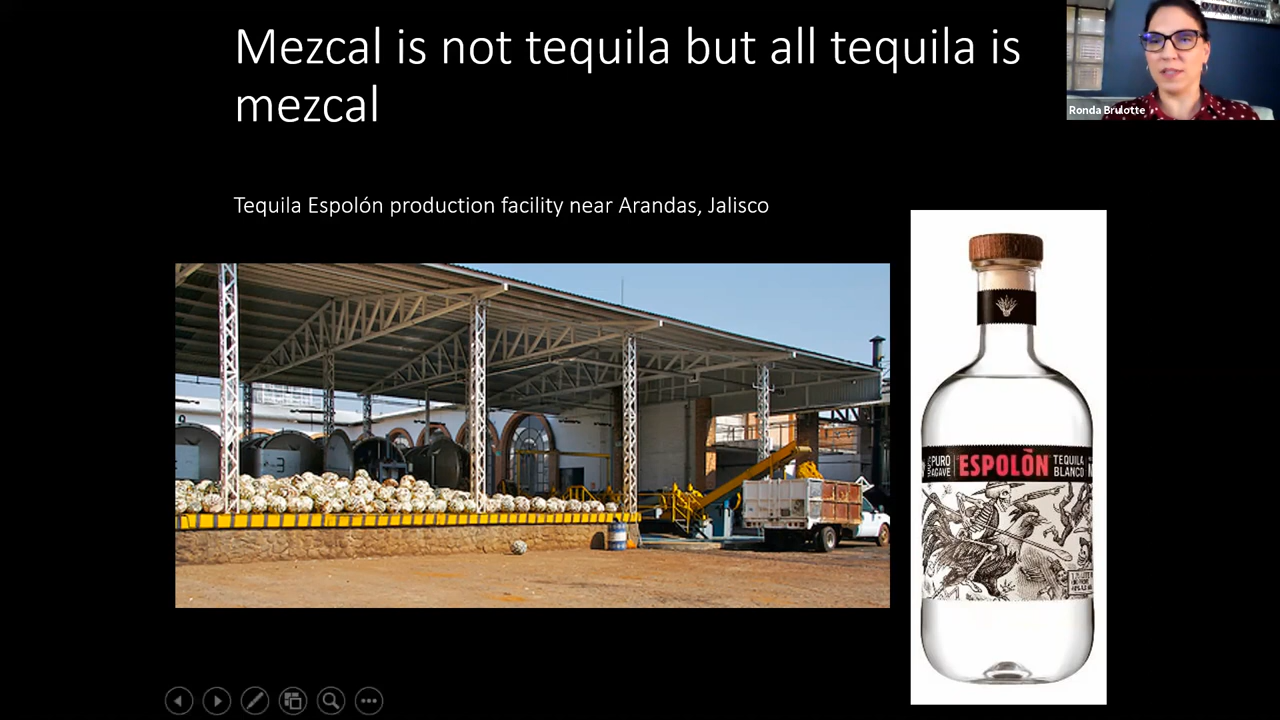 Mezcal is not tequila but all tequila is
mezcal
Ronda Brulotte
Tequila Espolón production facility near Arandas, Jalisco
PURO
AGAVE
ESPOLÒN
TEQUILA
BLANCO
3